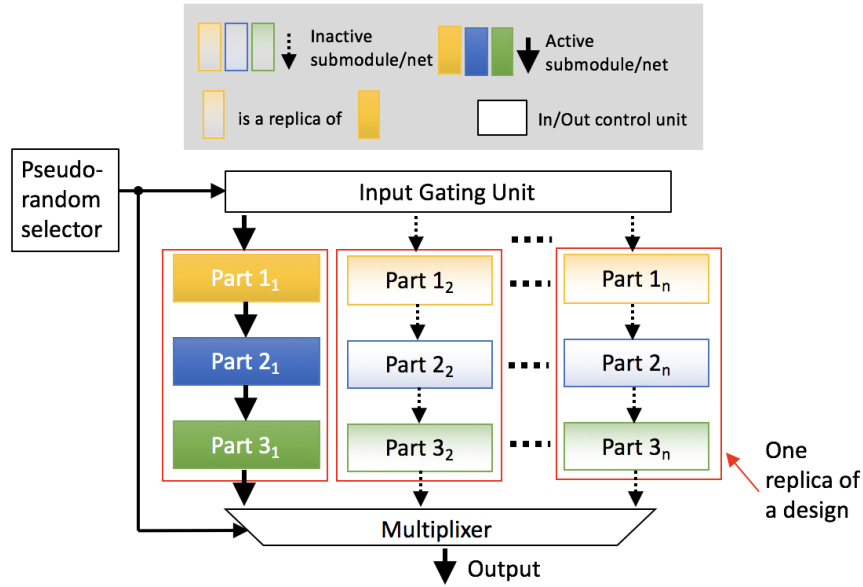 Inactive
submodule/net
Active
submodule/net
is a replica of
In/Out control unit
Pseudo-
random
selector
Input Gating Unit
Part 1₁
Part 1₂
Part 1ₙ
Part 2₁
Part 2₂
Part 2ₙ
Part 3₁
Part 3₂
Part 3ₙ
One
replica of
a design
Multiplixer
Output